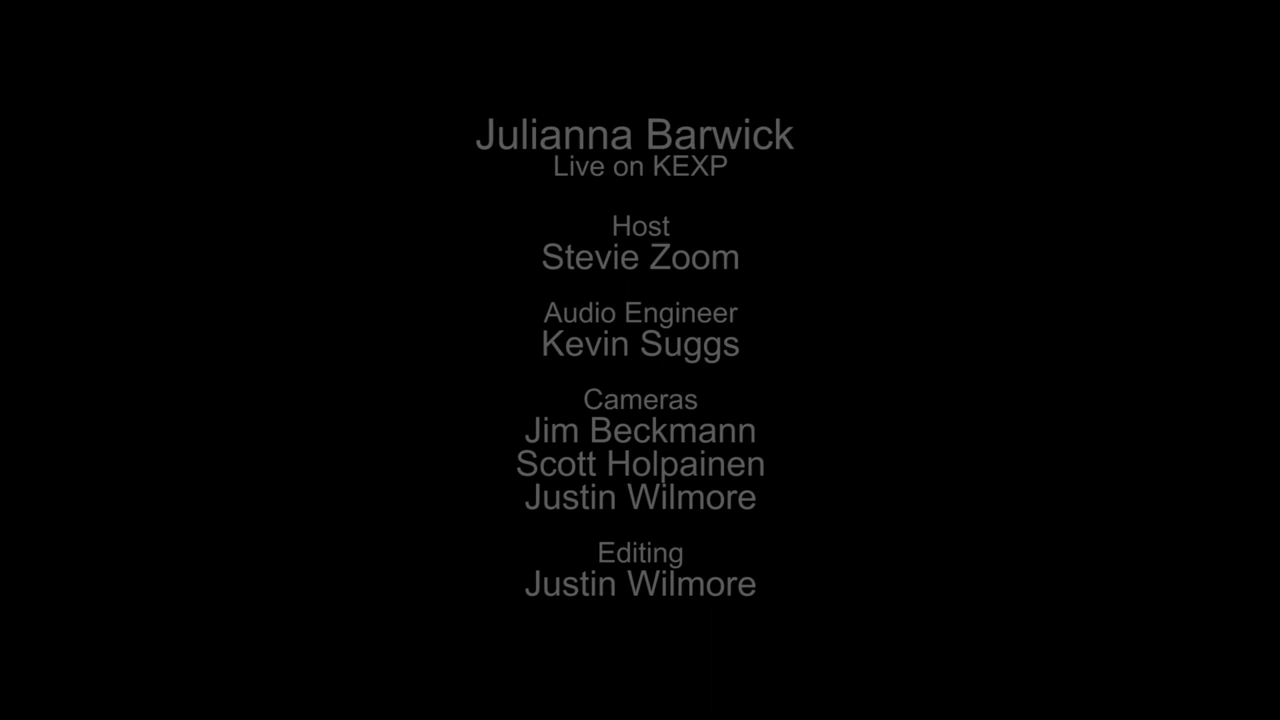 Julianna Barwick
Live on KEXP
Host
Stevie Zoom
Audio Engineer
Kevin Suggs
Cameras
Jim Beckmann
Scott Holpainen
Justin Wilmore
Editing
Justin Wilmore